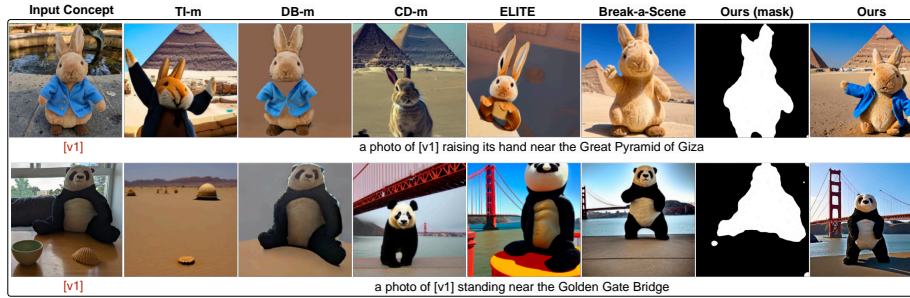 Input Concept TI-m DB-m CD-m ELITE Break-a-Scene Ours (mask) Ours
[v1] a photo of [v1] raising its hand near the Great Pyramid of Giza
[v1] a photo of [v1] standing near the Golden Gate Bridge